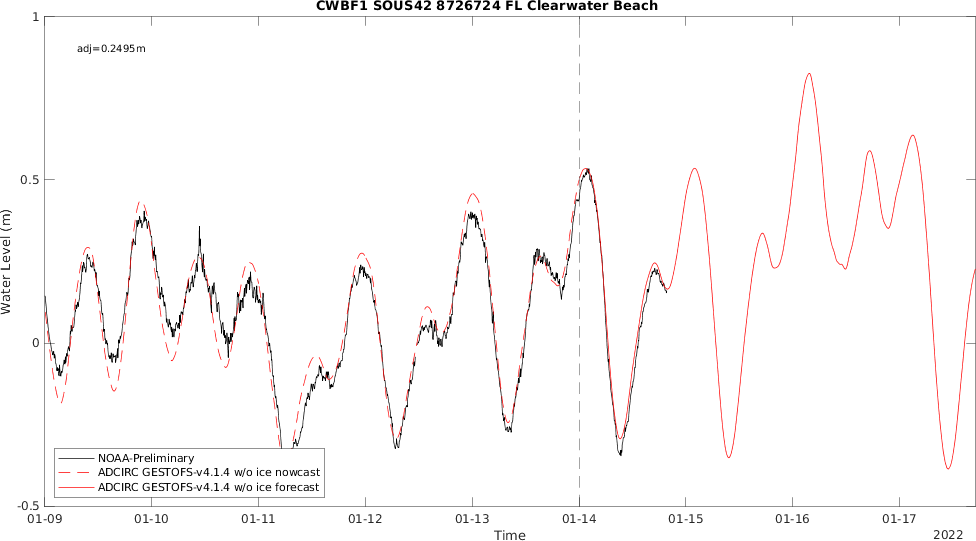 CWBF1 SOUS42 8726724 FL Clearwater Beach
1
adj=0.2495m
0.5
Water Level (m)
0
NOAA-Preliminary
ADCIRC GESTOFS-v4.1.4 w/o ice nowcast
ADCIRC GESTOFS-v4.1.4 w/o ice forecast
-0.5
01-09 01-10 01-11 01-12 01-13 01-14 01-15 01-16 01-17
Time
2022